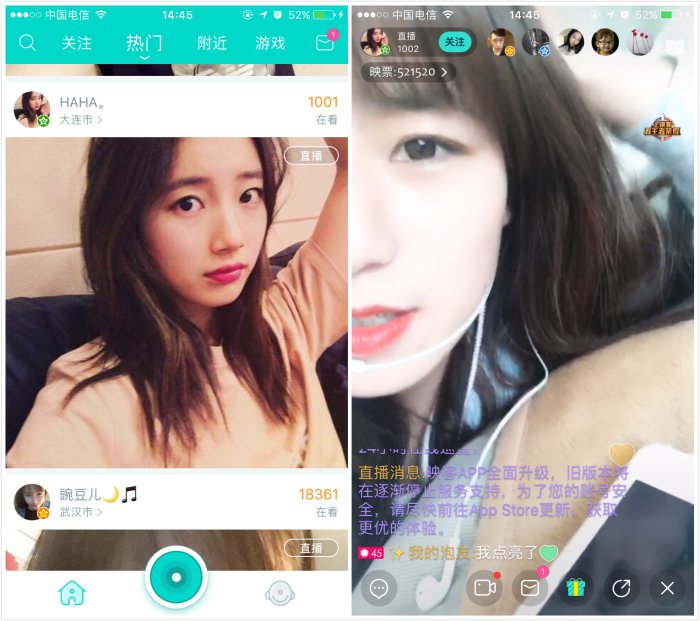 中国电信 14:45 52%
关注 热门 附近 游戏 1
HAHA。 1001
大连市 > 在看
直播
豌豆儿🌙🎵 18361
武汉市 > 在看
直播
中国电信 14:45 52%
直播
1002
关注
映票:521520 >
直播消息:映客APP全面升级，旧版本将
在逐渐停止服务支持，为了您的账号安
全，请尽快前往App Store更新，获取
更优的体验。
45 ✨我的泡友:我点亮了
1